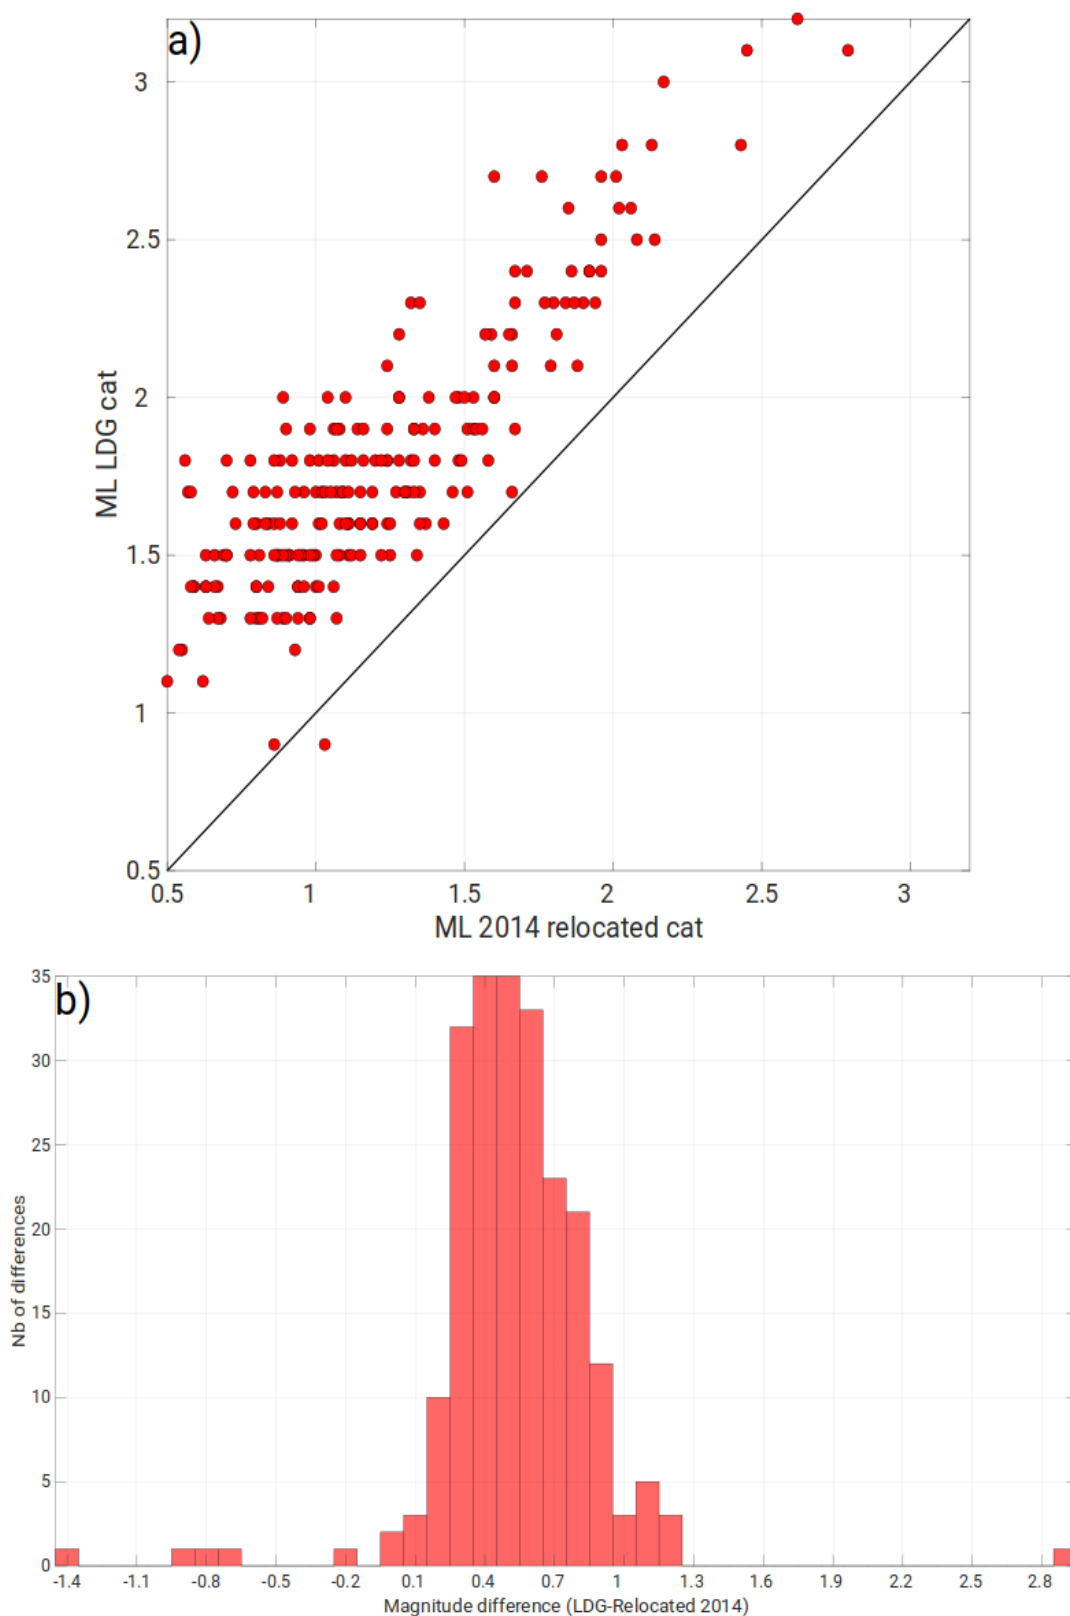 a)
3
2.5
2
1.5
1
0.5
ML LDG cat
0.5 1 1.5 2 2.5 3
ML 2014 relocated cat
b)
35
30
25
20
15
10
5
0
Nb of differences
-1.4 -1.1 -0.8 -0.5 -0.2 0.1 0.4 0.7 1 1.3 1.6 1.9 2.2 2.5 2.8
Magnitude difference (LDG-Relocated 2014)